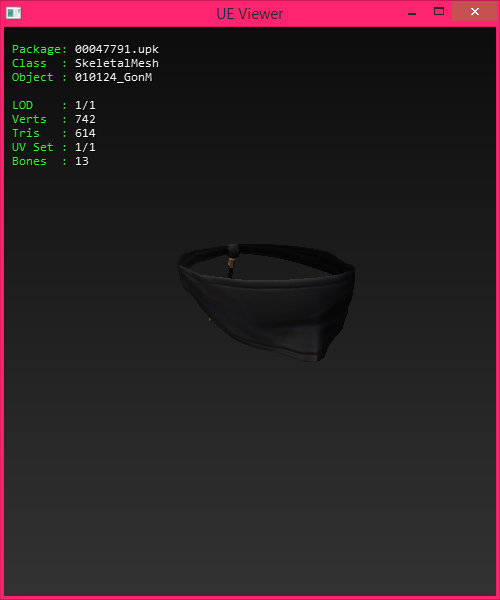 UE Viewer
Package: 00047791.upk
Class : SkeletalMesh
Object : 010124_GonM
LOD : 1/1
Verts : 742
Tris : 614
UV Set : 1/1
Bones : 13